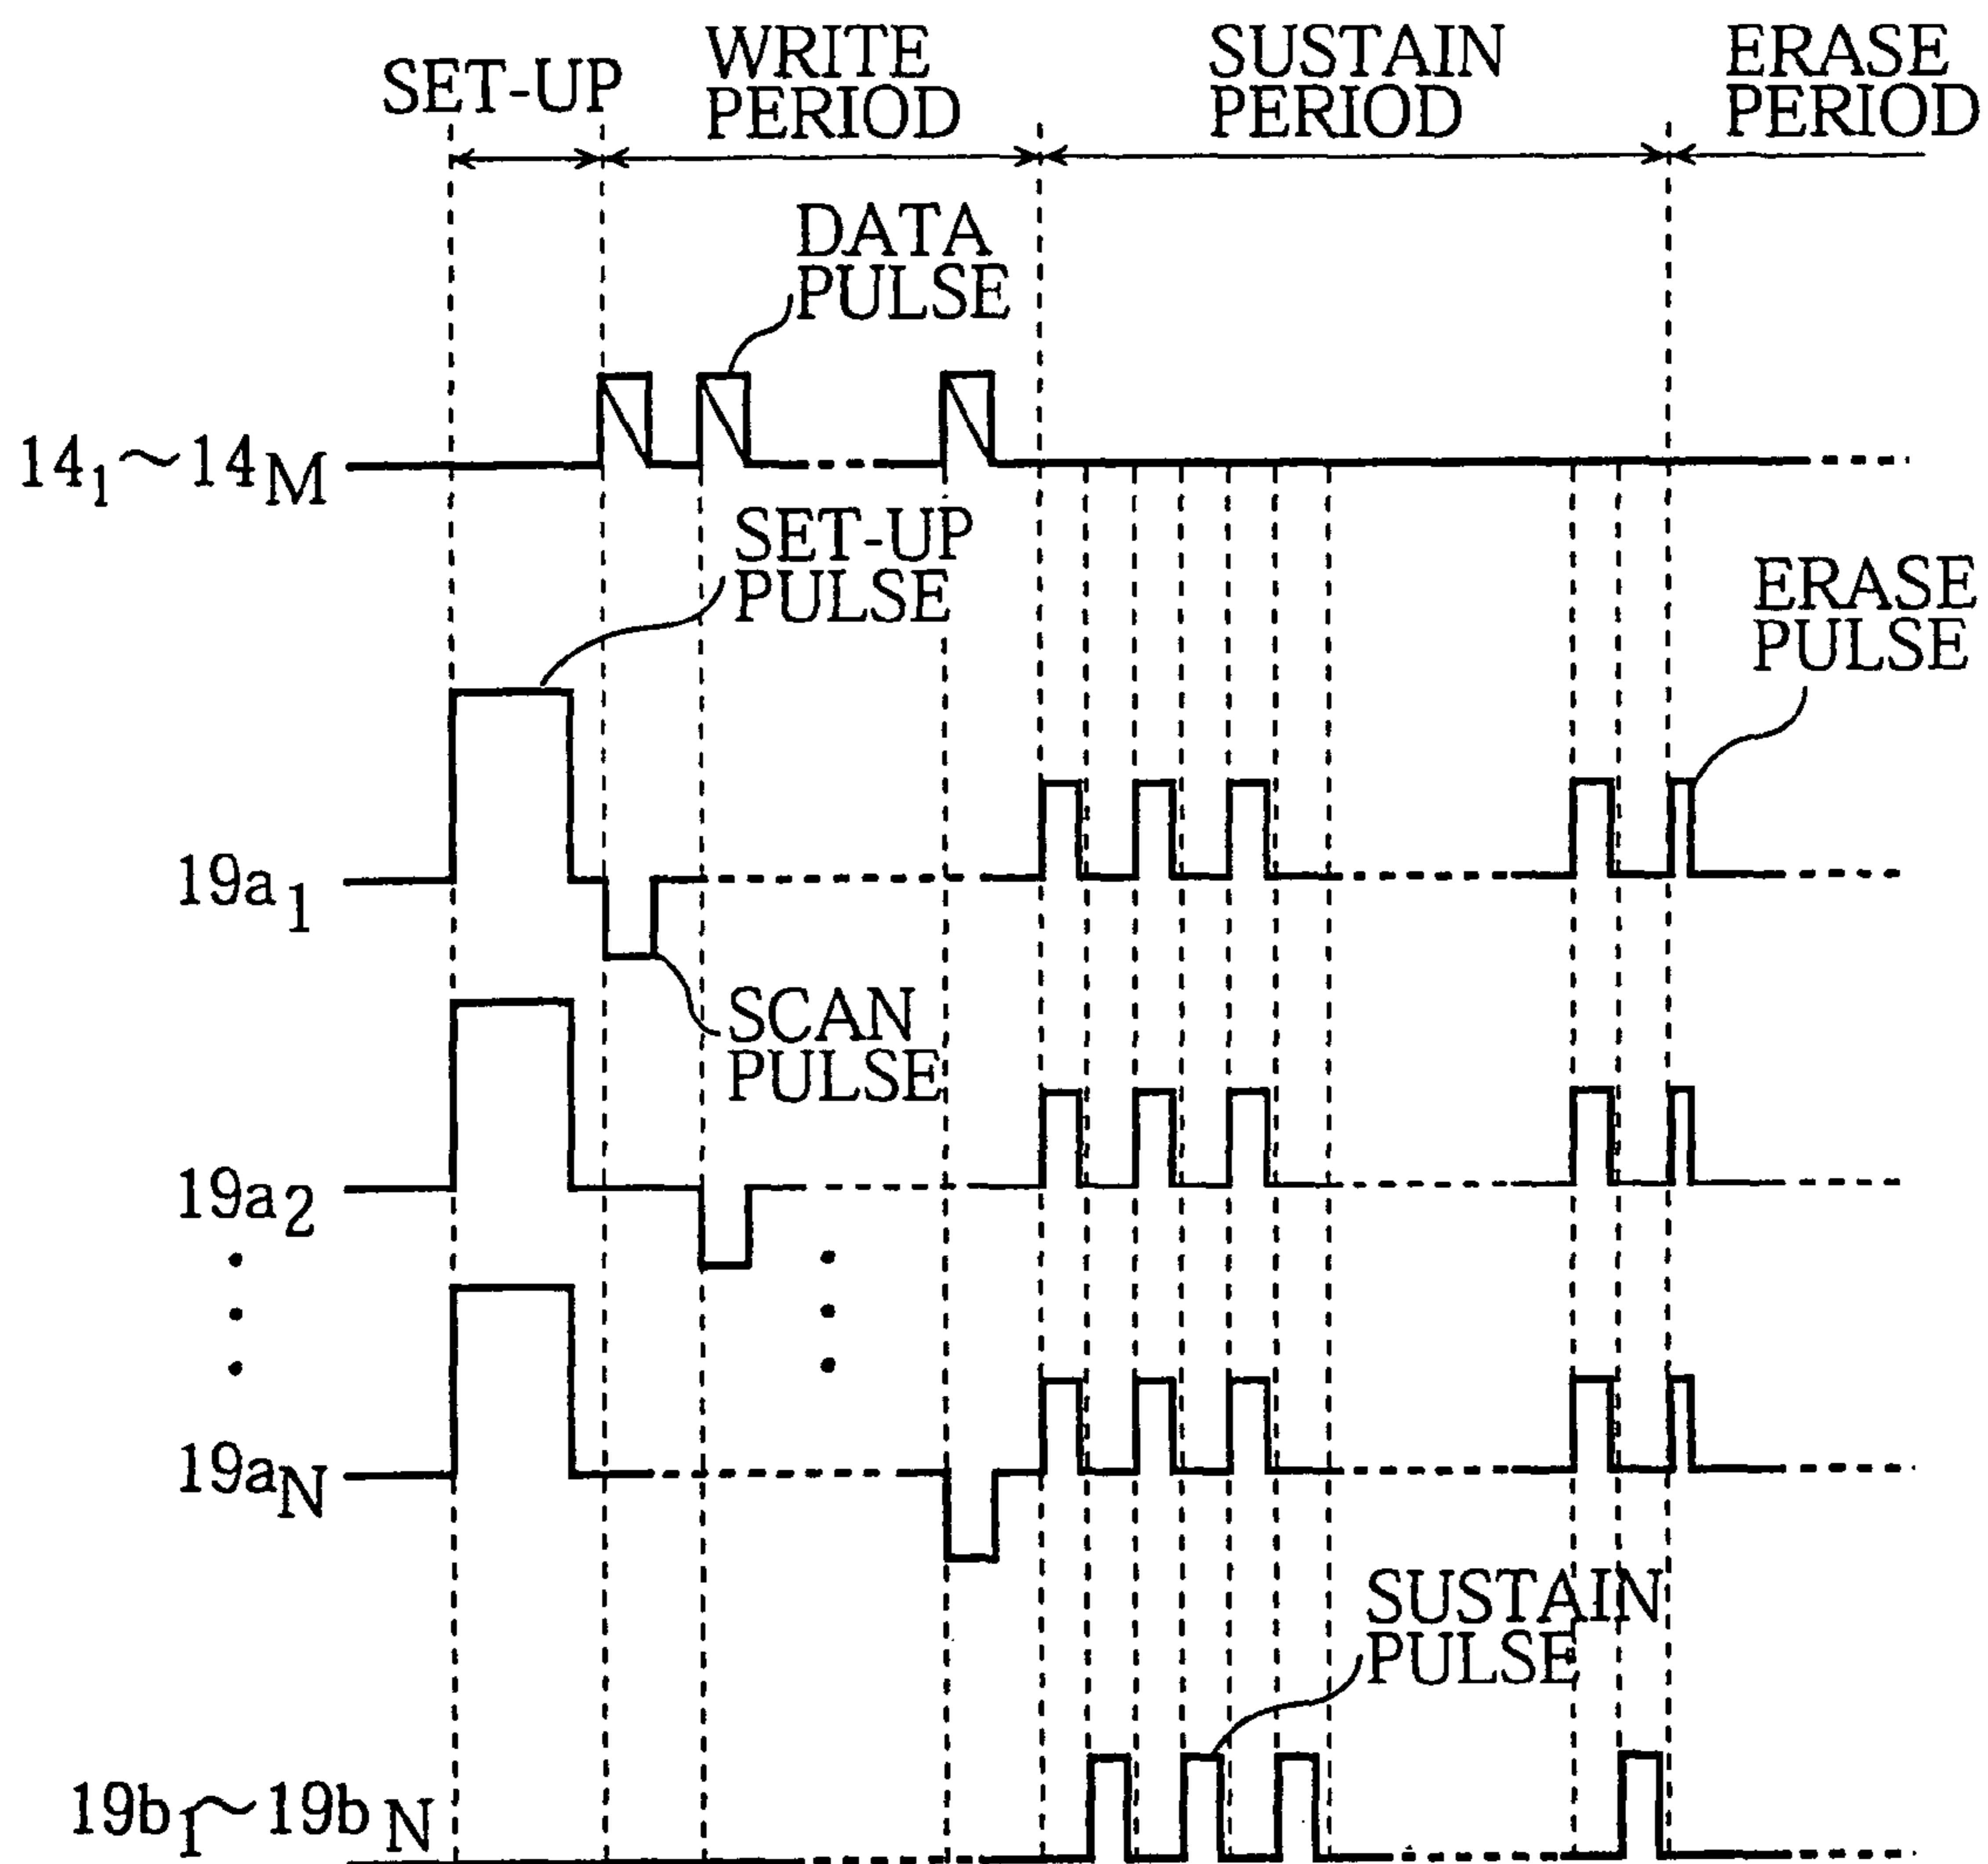 SET-UP
WRITE
PERIOD
SUSTAIN
PERIOD
ERASE
PERIOD
DATA
PULSE
14₁~14M
SET-UP
PULSE
ERASE
PULSE
19a₁
SCAN
PULSE
19a₂
19aN
SUSTAIN
PULSE
19b₁~19bN